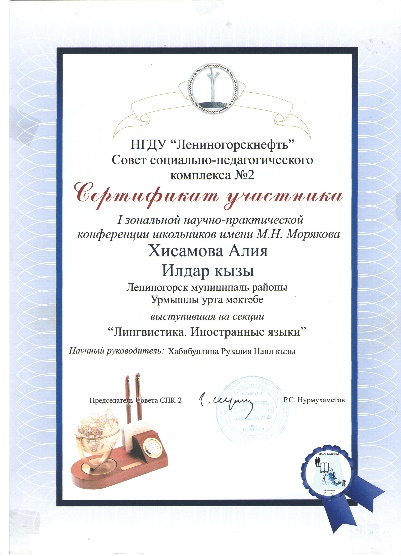 НГДУ “Лениногорскнефть”
Совет социально-педагогического
комплекса №2
Сертификат участника
I зональной научно-практической
конференции школьников имени М.Н. Морякова
Хисамова Алия
Илдар кызы
Лениногорск муниципаль районы
Урмышлы урта мәктәбе
выступившая на секции
“Лингвистика. Иностранные языки”
Научный руководитель: Хабибуллина Рузалия Наил кызы
Председатель Совета СПК-2
Р.С. Нурмухаметов